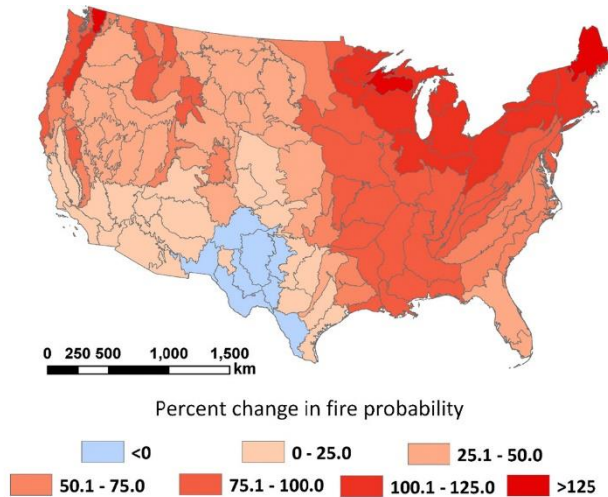 0 250 500 1,000 1,500
km
Percent change in fire probability
<0 0 - 25.0 25.1 - 50.0
50.1 - 75.0 75.1 - 100.0 100.1 - 125.0 >125